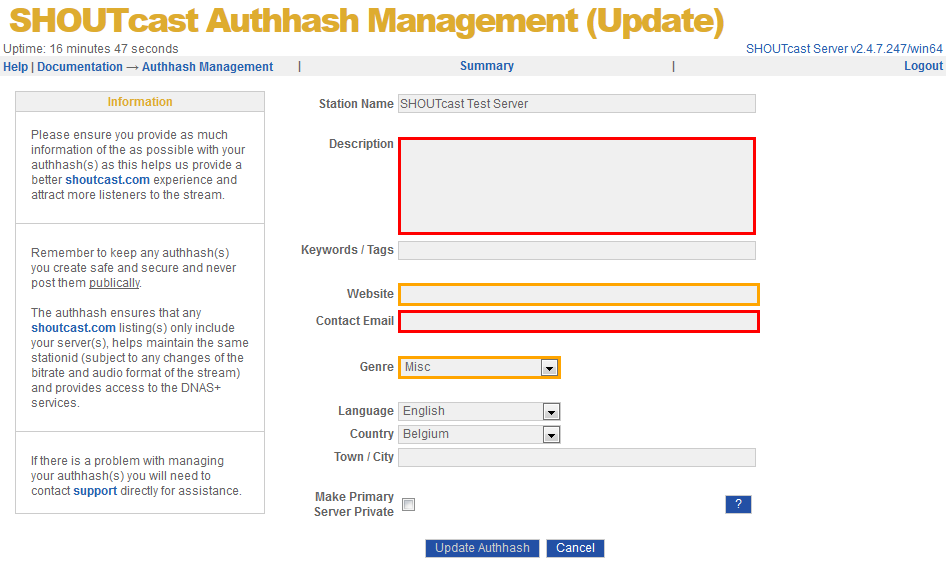 SHOUTcast Authhash Management (Update)
Uptime: 16 minutes 47 seconds
SHOUTcast Server v2.4.7.247/win64
Help | Documentation → Authhash Management | Summary | Logout
Information
Please ensure you provide as much
information of the as possible with your
authhash(s) as this helps us provide a
better shoutcast.com experience and
attract more listeners to the stream.
Remember to keep any authhash(s)
you create safe and secure and never
post them publically.
The authhash ensures that any
shoutcast.com listing(s) only include
your server(s), helps maintain the same
stationid (subject to any changes of the
bitrate and audio format of the stream)
and provides access to the DNAS+
services.
If there is a problem with managing
your authhash(s) you will need to
contact support directly for assistance.
Station Name SHOUTcast Test Server
Description
Keywords / Tags
Website
Contact Email
Genre Misc
Language English
Country Belgium
Town / City
Make Primary
Server Private
?
Update Authhash Cancel